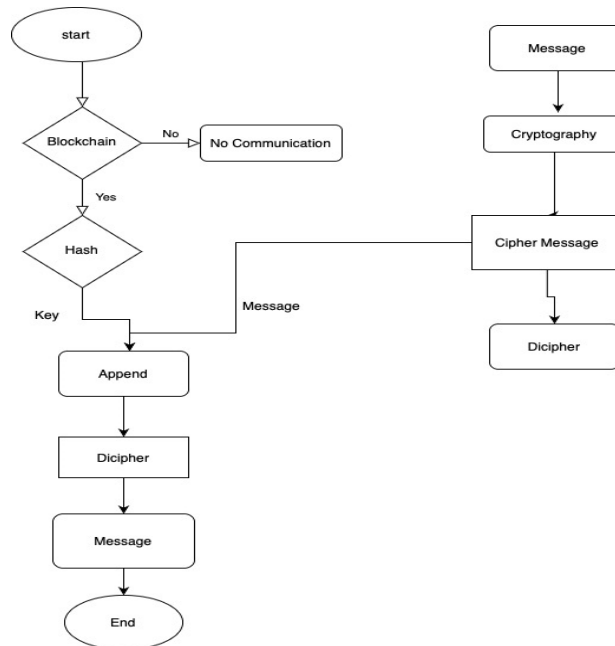 start
Message
Blockchain
No
No Communication
Cryptography
Yes
Hash
Cipher Message
Key
Message
Append
Dicipher
Dicipher
Message
End